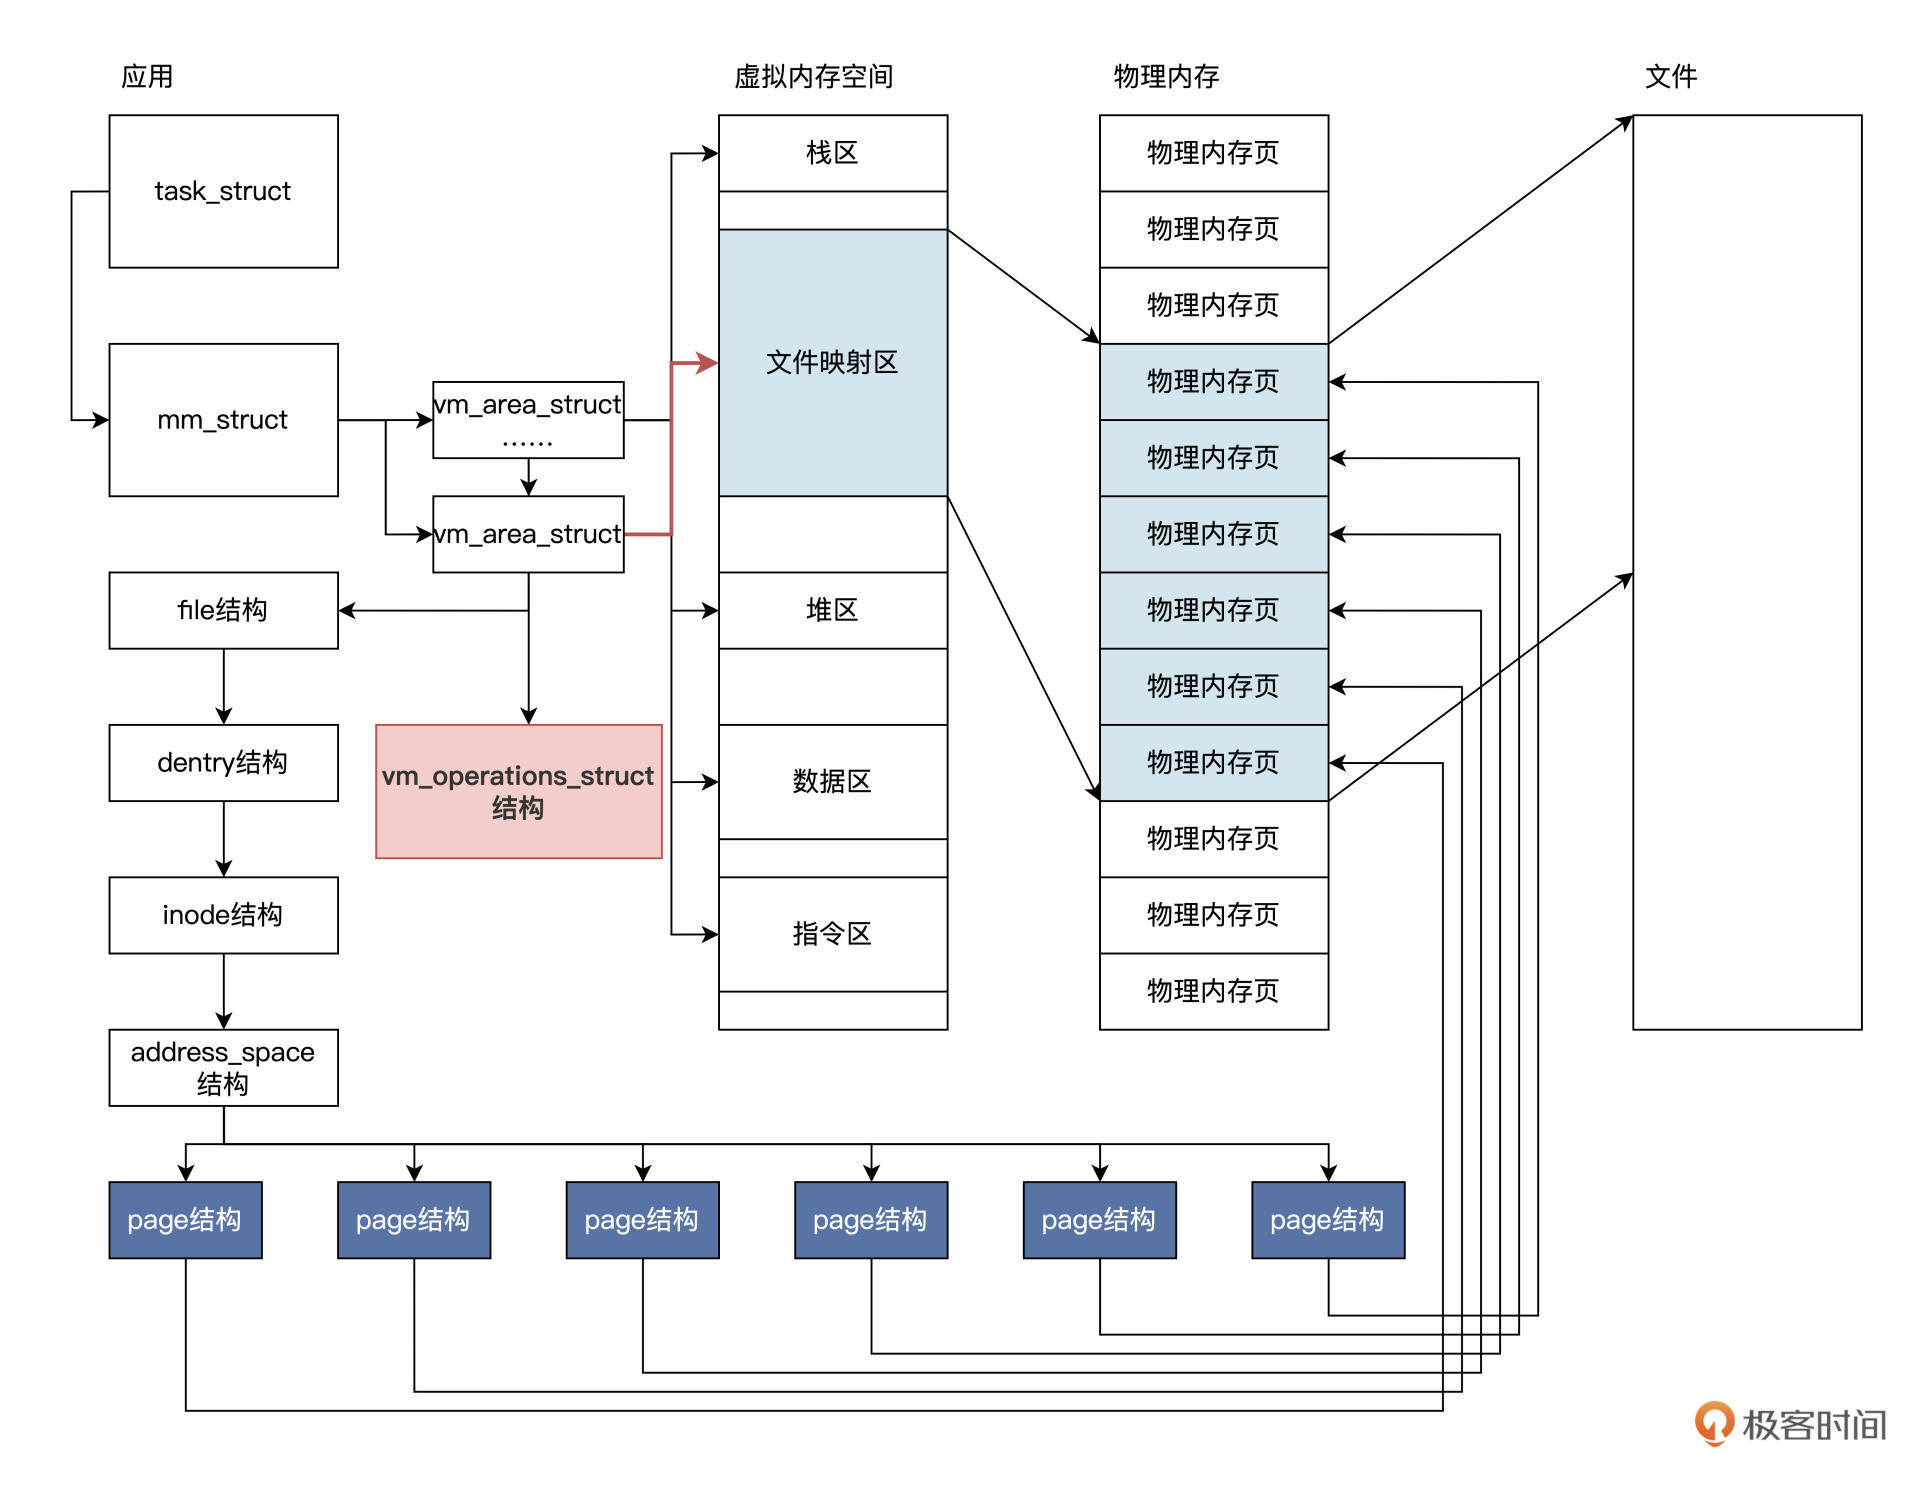 应用
虚拟内存空间
物理内存
文件
task_struct
mm_struct
vm_area_struct
……
vm_area_struct
file结构
dentry结构
vm_operations_struct
结构
inode结构
address_space
结构
栈区
文件映射区
堆区
数据区
指令区
物理内存页
物理内存页
物理内存页
物理内存页
物理内存页
物理内存页
物理内存页
物理内存页
物理内存页
物理内存页
物理内存页
物理内存页
page结构
page结构
page结构
page结构
page结构
page结构
极客时间